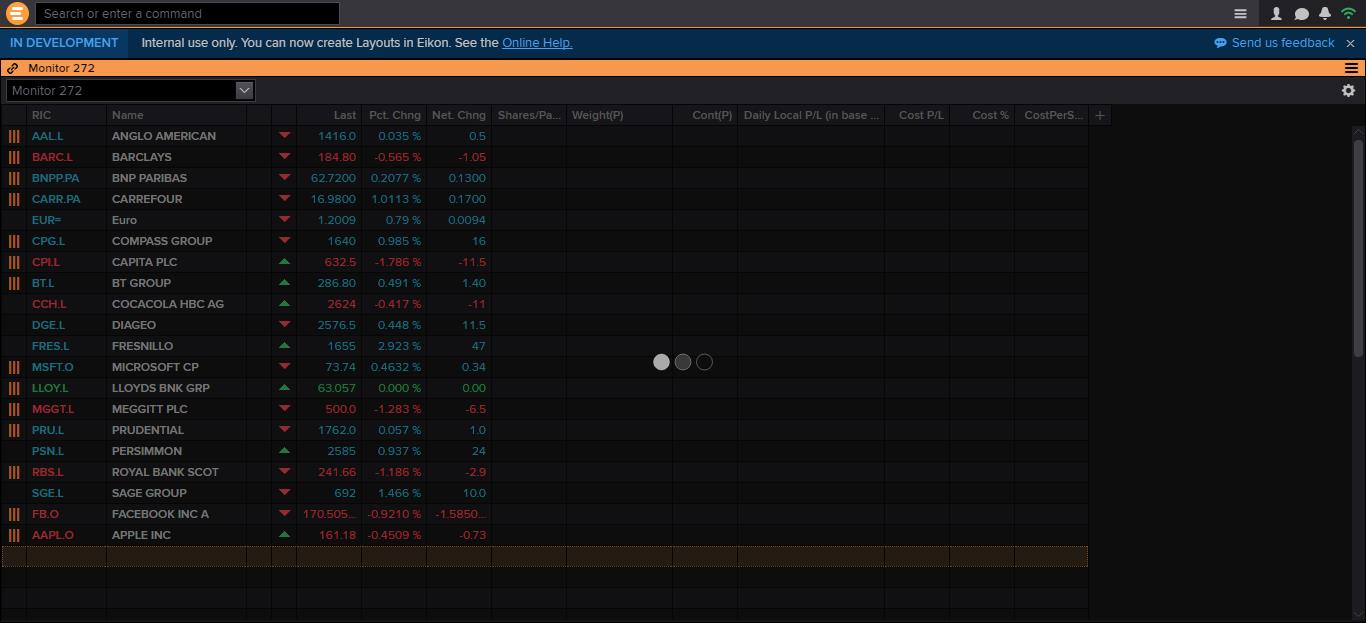 Search or enter a command
IN DEVELOPMENT Internal use only. You can now create Layouts in Eikon. See the Online Help. Send us feedback
Monitor 272
Monitor 272
RIC Name Last Pct. Chng Net. Chng Shares/Pa... Weight(P) Cont(P) Daily Local P/L (in base ... Cost P/L Cost % CostPerS... +
AAL.L ANGLO AMERICAN 1416.0 0.035 % 0.5
BARC.L BARCLAYS 184.80 -0.565 % -1.05
BNPP.PA BNP PARIBAS 62.7200 0.2077 % 0.1300
CARR.PA CARREFOUR 16.9800 1.0113 % 0.1700
EUR= Euro 1.2009 0.79 % 0.0094
CPG.L COMPASS GROUP 1640 0.985 % 16
CPI.L CAPITA PLC 632.5 -1.786 % -11.5
BT.L BT GROUP 286.80 0.491 % 1.40
CCH.L COCACOLA HBC AG 2624 -0.417 % -11
DGE.L DIAGEO 2576.5 0.448 % 11.5
FRES.L FRESNILLO 1655 2.923 % 47
MSFT.O MICROSOFT CP 73.74 0.4632 % 0.34
LLOY.L LLOYDS BNK GRP 63.057 0.000 % 0.00
MGGT.L MEGGITT PLC 500.0 -1.283 % -6.5
PRU.L PRUDENTIAL 1762.0 0.057 % 1.0
PSN.L PERSIMMON 2585 0.937 % 24
RBS.L ROYAL BANK SCOT 241.66 -1.186 % -2.9
SGE.L SAGE GROUP 692 1.466 % 10.0
FB.O FACEBOOK INC A 170.505... -0.9210 % -1.5850...
AAPL.O APPLE INC 161.18 -0.4509 % -0.73